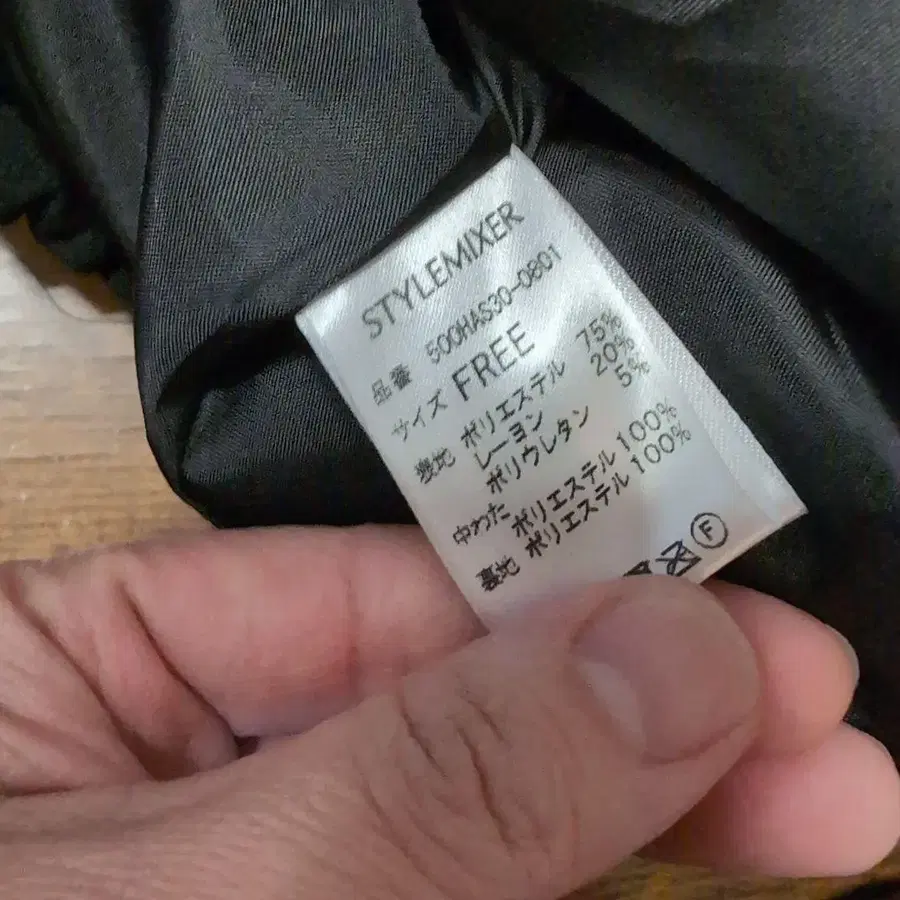 STYLEMIXER
品番 500HAS30-0801
サイズ FREE
表地 ポリエステル 75%
レーヨン 20%
ポリウレタン 5%
中わた ポリエステル 100%
裏地 ポリエステル 100%
F